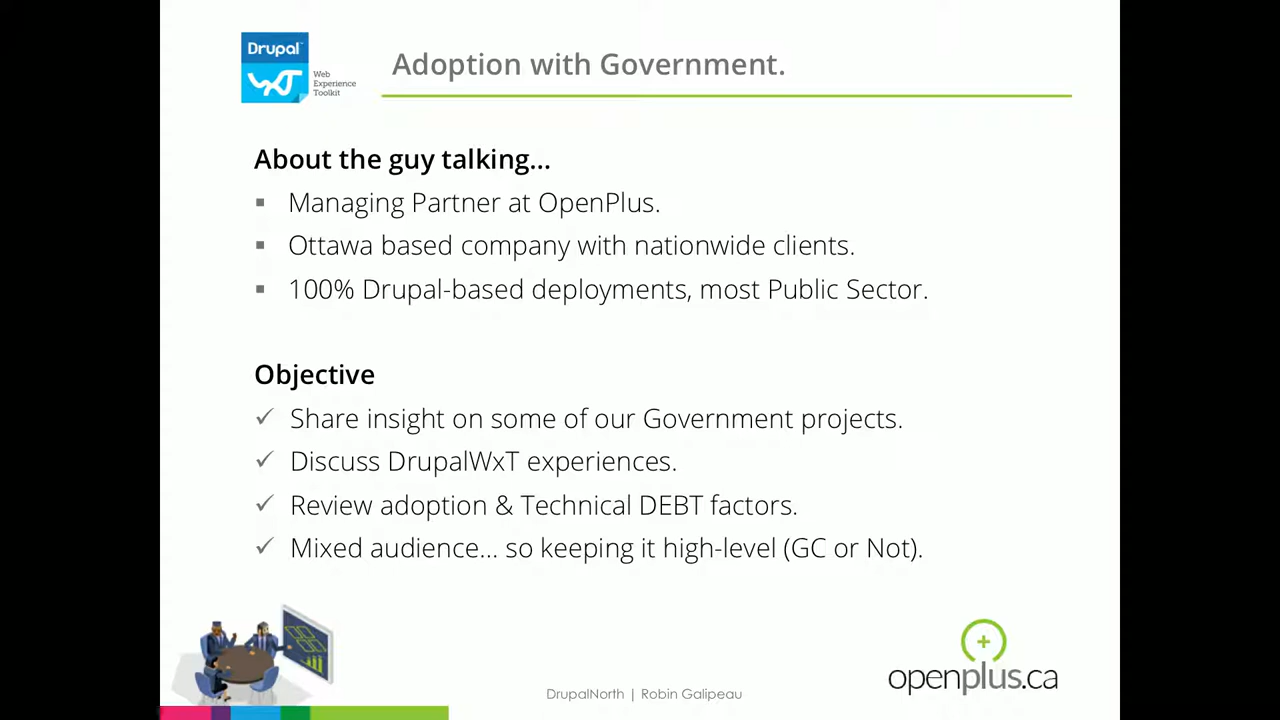 Drupal™
WxT
Web
Experience
Toolkit
Adoption with Government.
About the guy talking...
▪ Managing Partner at OpenPlus.
▪ Ottawa based company with nationwide clients.
▪ 100% Drupal-based deployments, most Public Sector.
Objective
✓ Share insight on some of our Government projects.
✓ Discuss DrupalWxT experiences.
✓ Review adoption & Technical DEBT factors.
✓ Mixed audience... so keeping it high-level (GC or Not).
openplus.ca
DrupalNorth | Robin Galipeau